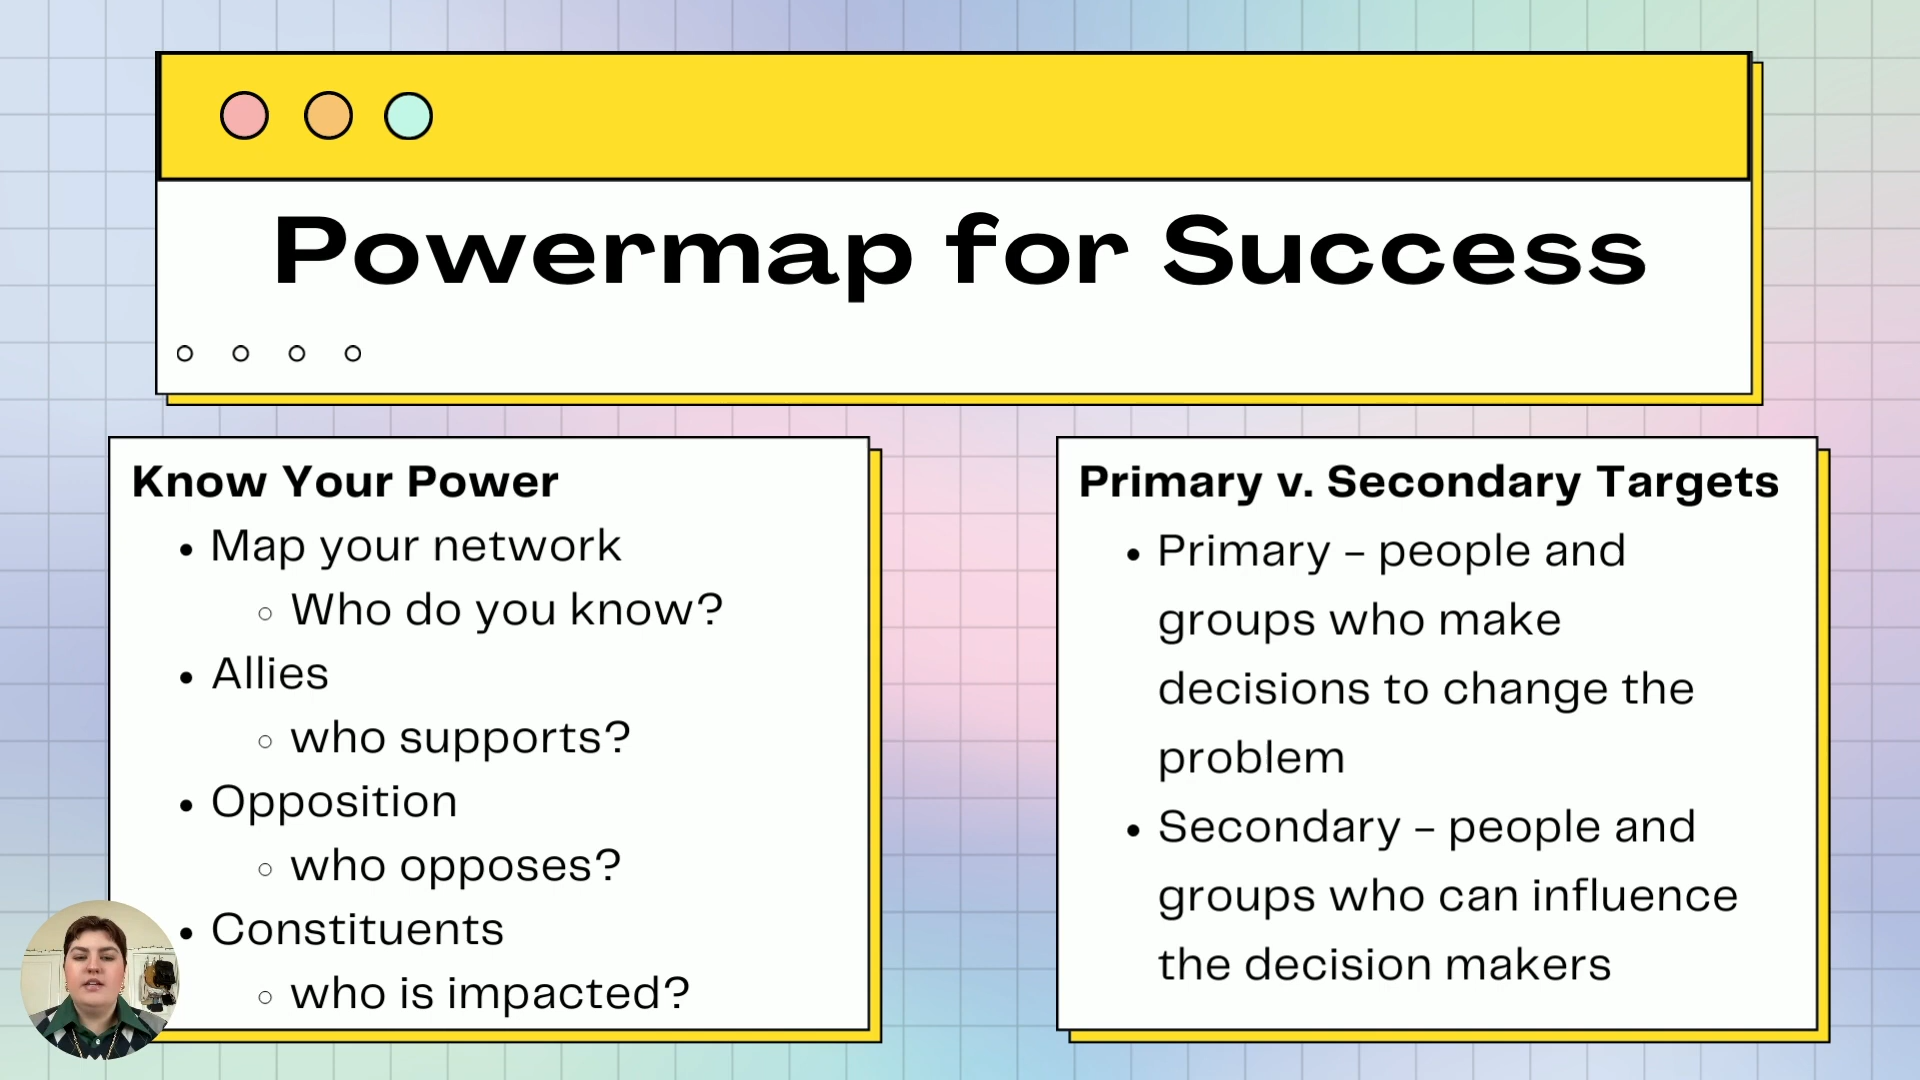 Powermap for Success
Know Your Power
• Map your network
○ Who do you know?
• Allies
○ who supports?
• Opposition
○ who opposes?
• Constituents
○ who is impacted?
Primary v. Secondary Targets
• Primary – people and
groups who make
decisions to change the
problem
• Secondary – people and
groups who can influence
the decision makers